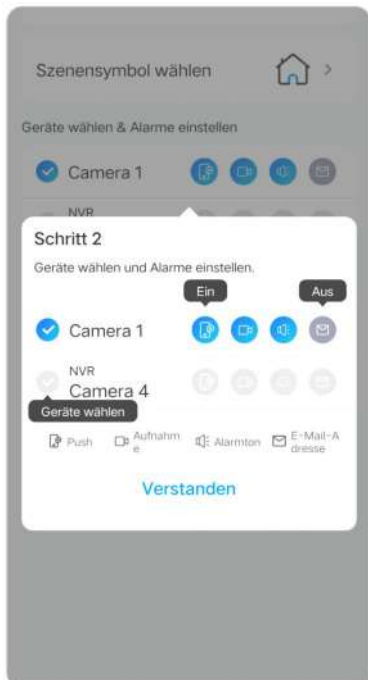 Szenensymbol wählen
Geräte wählen & Alarme einstellen
Camera 1
NVR
Schritt 2
Geräte wählen und Alarme einstellen.
Ein Aus
Camera 1
NVR
Camera 4
Geräte wählen
Push Aufnahm Alarmton E-Mail-A
e dresse
Verstanden